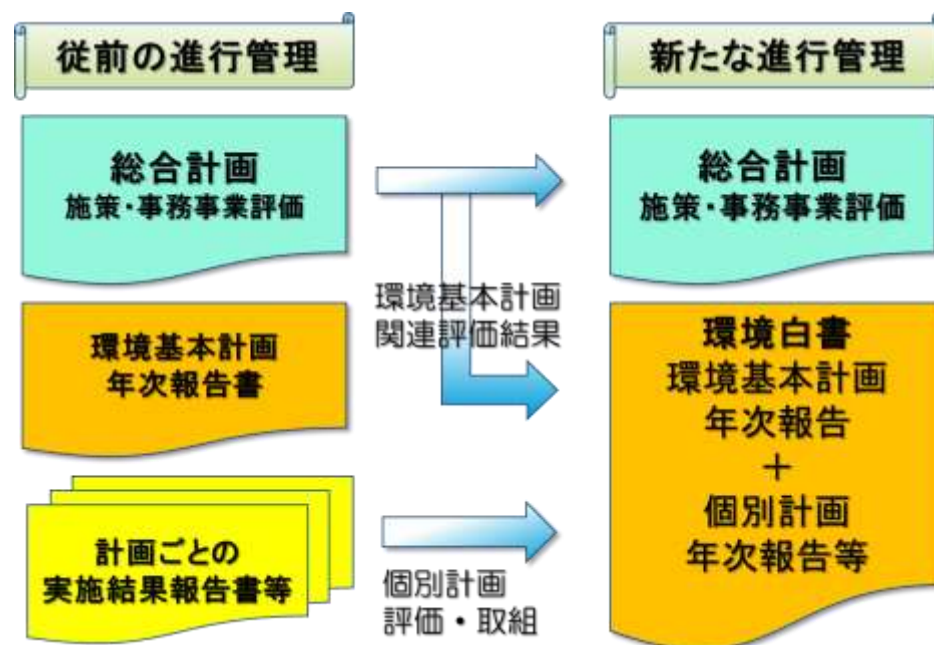 従前の進行管理
総合計画
施策・事務事業評価
環境基本計画
年次報告書
計画ごとの
実施結果報告書等
環境基本計画
関連評価結果
個別計画
評価・取組
新たな進行管理
総合計画
施策・事務事業評価
環境白書
環境基本計画
年次報告
＋
個別計画
年次報告等